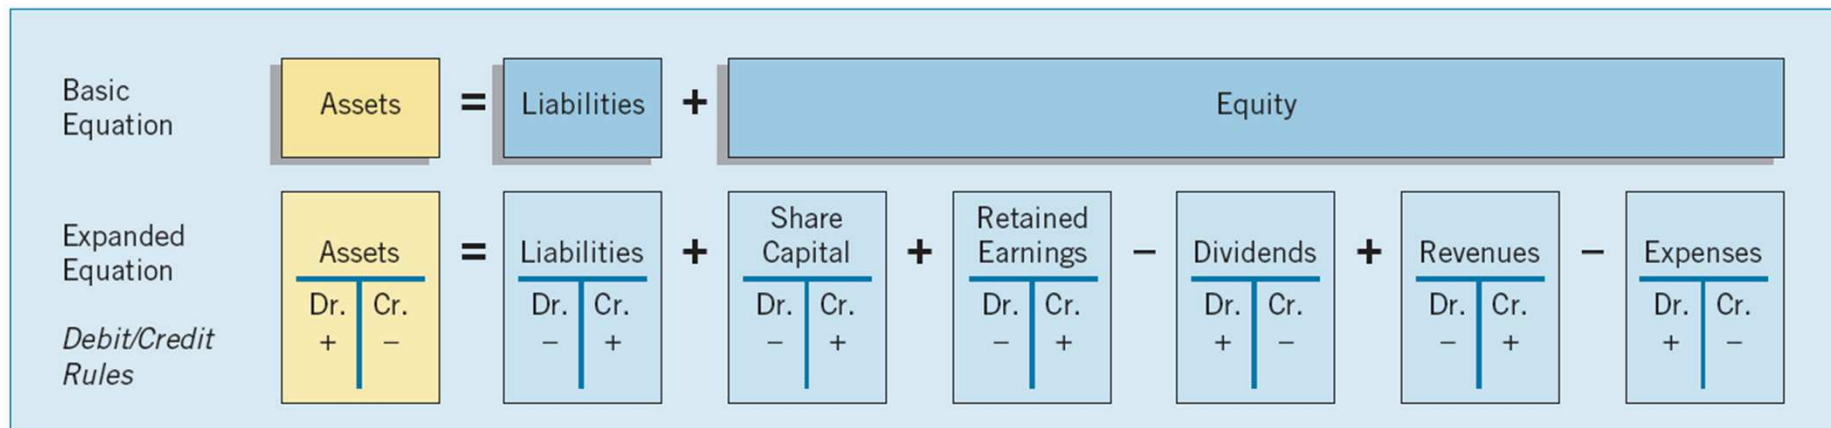 Basic
Equation
Assets = Liabilities + Equity
Expanded
Equation
Assets = Liabilities + Share
Capital + Retained
Earnings – Dividends + Revenues – Expenses
Debit/Credit
Rules
Dr. Cr. Dr. Cr. Dr. Cr. Dr. Cr. Dr. Cr. Dr. Cr. Dr. Cr.
+ – – + – + – + + – – + + –